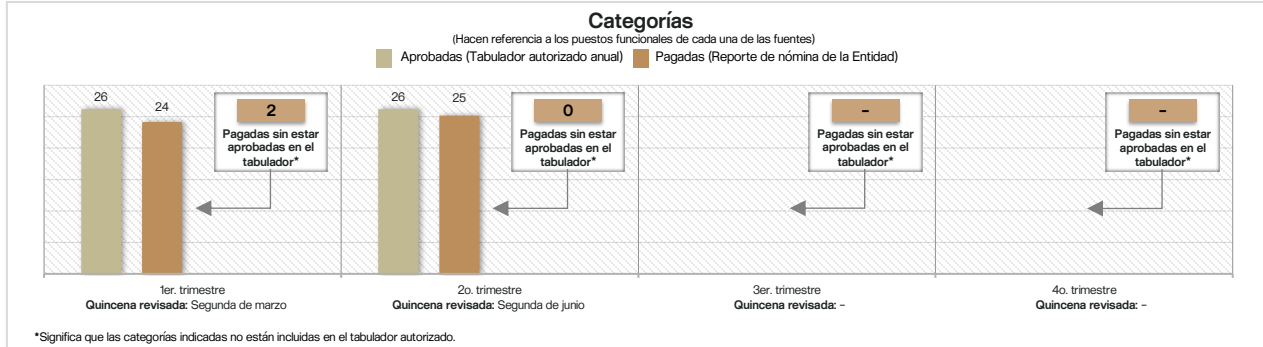 Categorías
(Hacen referencia a los puestos funcionales de cada una de las fuentes)
Aprobadas (Tabulador autorizado anual) Pagadas (Reporte de nómina de la Entidad)
26
24
2
Pagadas sin estar
aprobadas en el
tabulador*
26
25
0
Pagadas sin estar
aprobadas en el
tabulador*
-
Pagadas sin estar
aprobadas en el
tabulador*
-
Pagadas sin estar
aprobadas en el
tabulador*
1er. trimestre
Quincena revisada: Segunda de marzo
2o. trimestre
Quincena revisada: Segunda de junio
3er. trimestre
Quincena revisada: -
4o. trimestre
Quincena revisada: -
*Significa que las categorías indicadas no están incluidas en el tabulador autorizado.